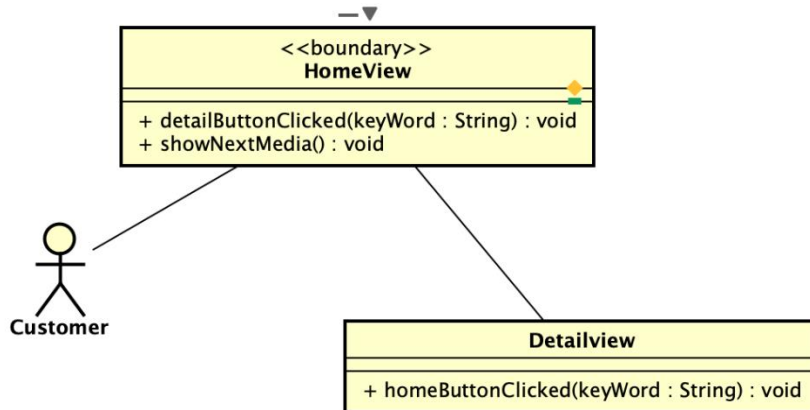 <<boundary>>
HomeView
+ detailButtonClicked(keyWord : String) : void
+ showNextMedia() : void
Customer
Detailview
+ homeButtonClicked(keyWord : String) : void